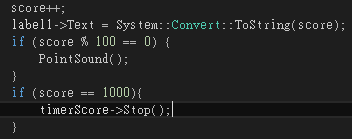 score++;
label1->Text = System::Convert::ToString(score);
if (score % 100 == 0) {
    PointSound();
}
if (score == 1000){
    timerScore->Stop();
}